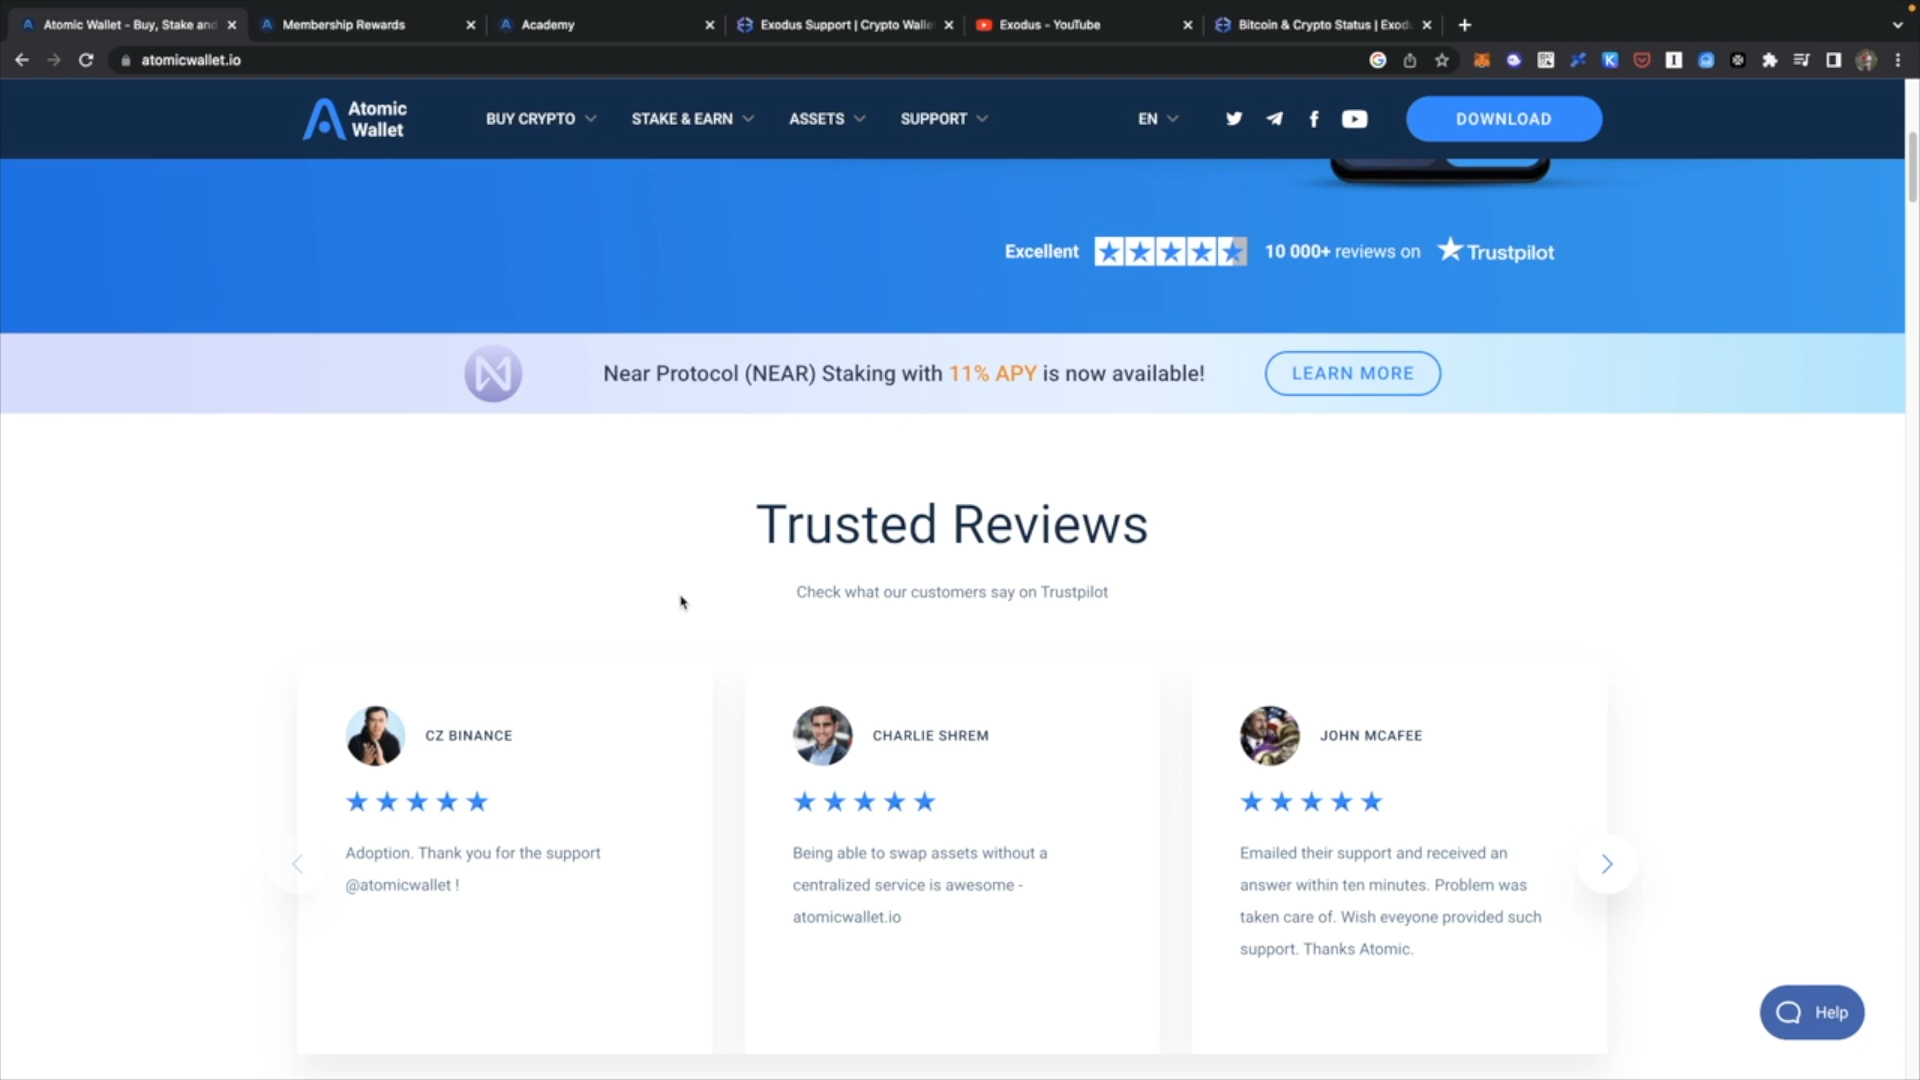 Atomic Wallet – Buy, Stake and
Membership Rewards
Academy
Exodus Support | Crypto Walle
Exodus - YouTube
Bitcoin & Crypto Status | Exod
atomicwallet.io
Atomic
Wallet
BUY CRYPTO
STAKE & EARN
ASSETS
SUPPORT
EN
DOWNLOAD
Excellent
10 000+ reviews on
Trustpilot
Near Protocol (NEAR) Staking with 11% APY is now available!
LEARN MORE
Trusted Reviews
Check what our customers say on Trustpilot
CZ BINANCE
Adoption. Thank you for the support
@atomicwallet !
CHARLIE SHREM
Being able to swap assets without a
centralized service is awesome -
atomicwallet.io
JOHN MCAFEE
Emailed their support and received an
answer within ten minutes. Problem was
taken care of. Wish eveyone provided such
support. Thanks Atomic.
Help